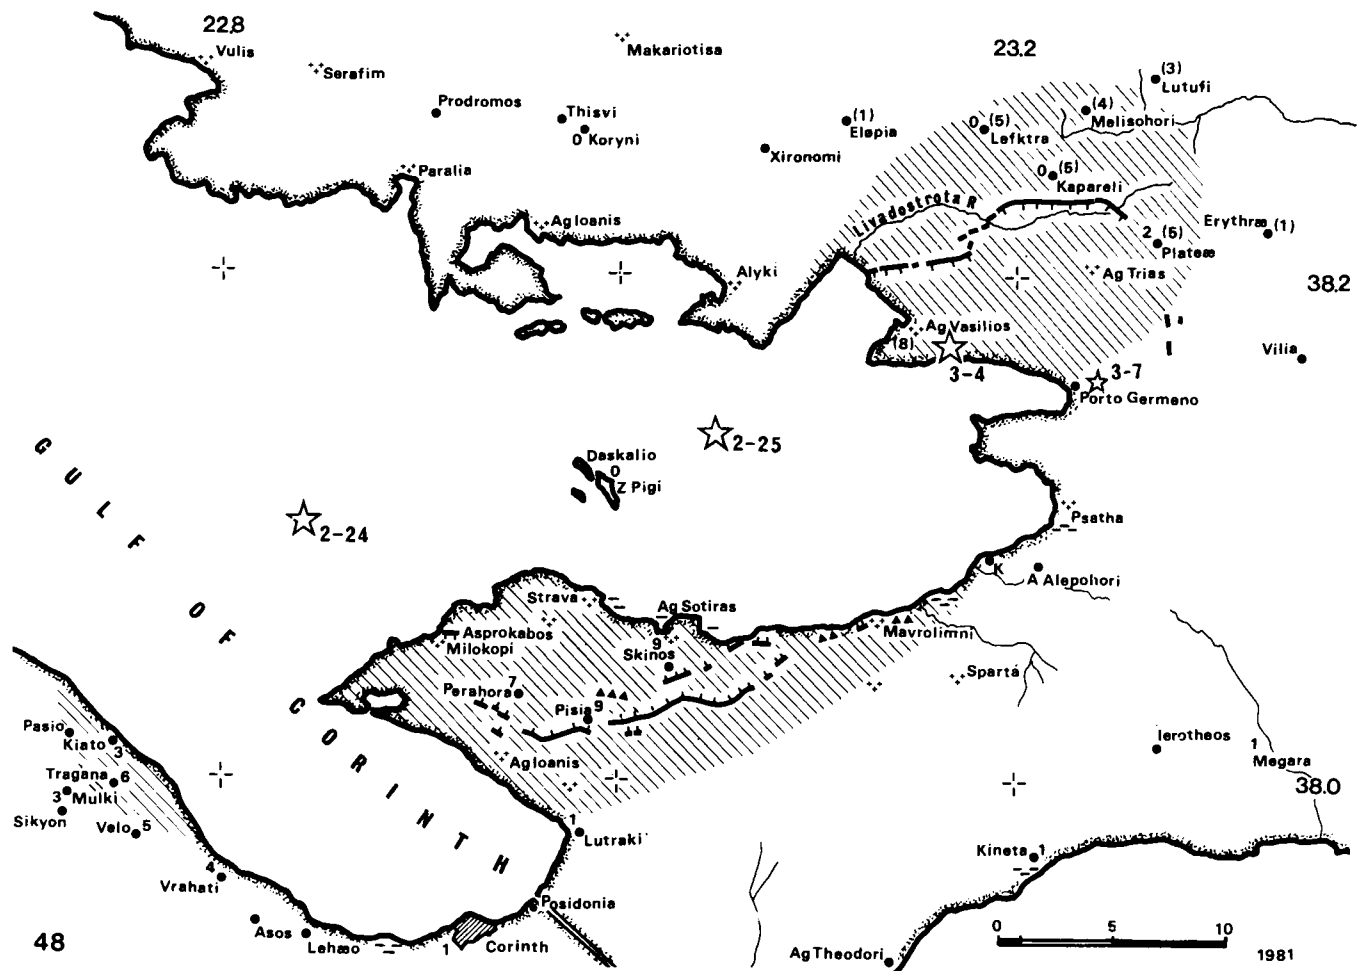 22.8
Vulis
Serafim
Makariotisa
23.2
(3)
Lutufi
Prodromos
Thisvi
0 Koryni
(1)
Elopia
(4)
Melisohori
0 (5)
Lefktra
Xironomi
Paralia
0 (5)
Kapareli
Livadostrota R
Ag Ioanis
Erythræ (1)
2 (5)
Plateæ
Alyki
Ag Trias
38.2
Ag Vasilios
(8)
3-4
Vilia
3-7
Porto Germeno
GULF OF CORINTH
2-25
Daskalio
0
Z Pigi
2-24
Psatha
K
A Alepohori
Strava
Ag Sotiras
Asprokabos
Milokopi
9
Skinos
Mavrolimni
Sparta
Perahora 7
Pisia 9
Pasio
Kiato
3
Ag Ioanis
Ierotheos
1
Megara
Tragana 6
3 Mulki
Sikyon
Velo 5
38.0
1
Lutraki
Kineta 1
4
Vrahati
Posidonia
Asos
Lehæo
1
Corinth
Ag Theodori
48
0 5 10
1981